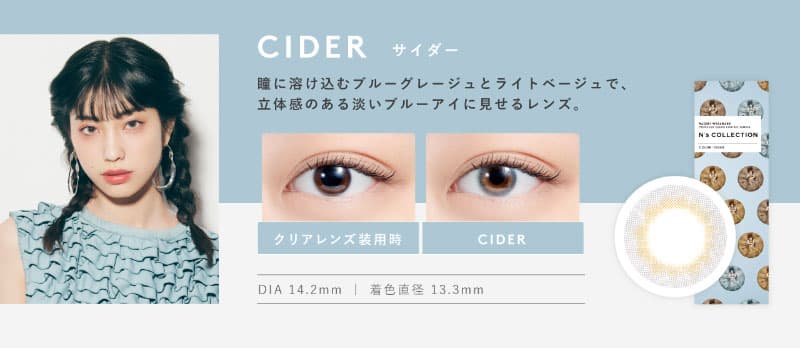 CIDER サイダー
瞳に溶け込むブルーグレージュとライトベージュで、
立体感のある淡いブルーアイに見せるレンズ。
クリアレンズ装用時
CIDER
DIA 14.2mm | 着色直径 13.3mm
N's COLLECTION